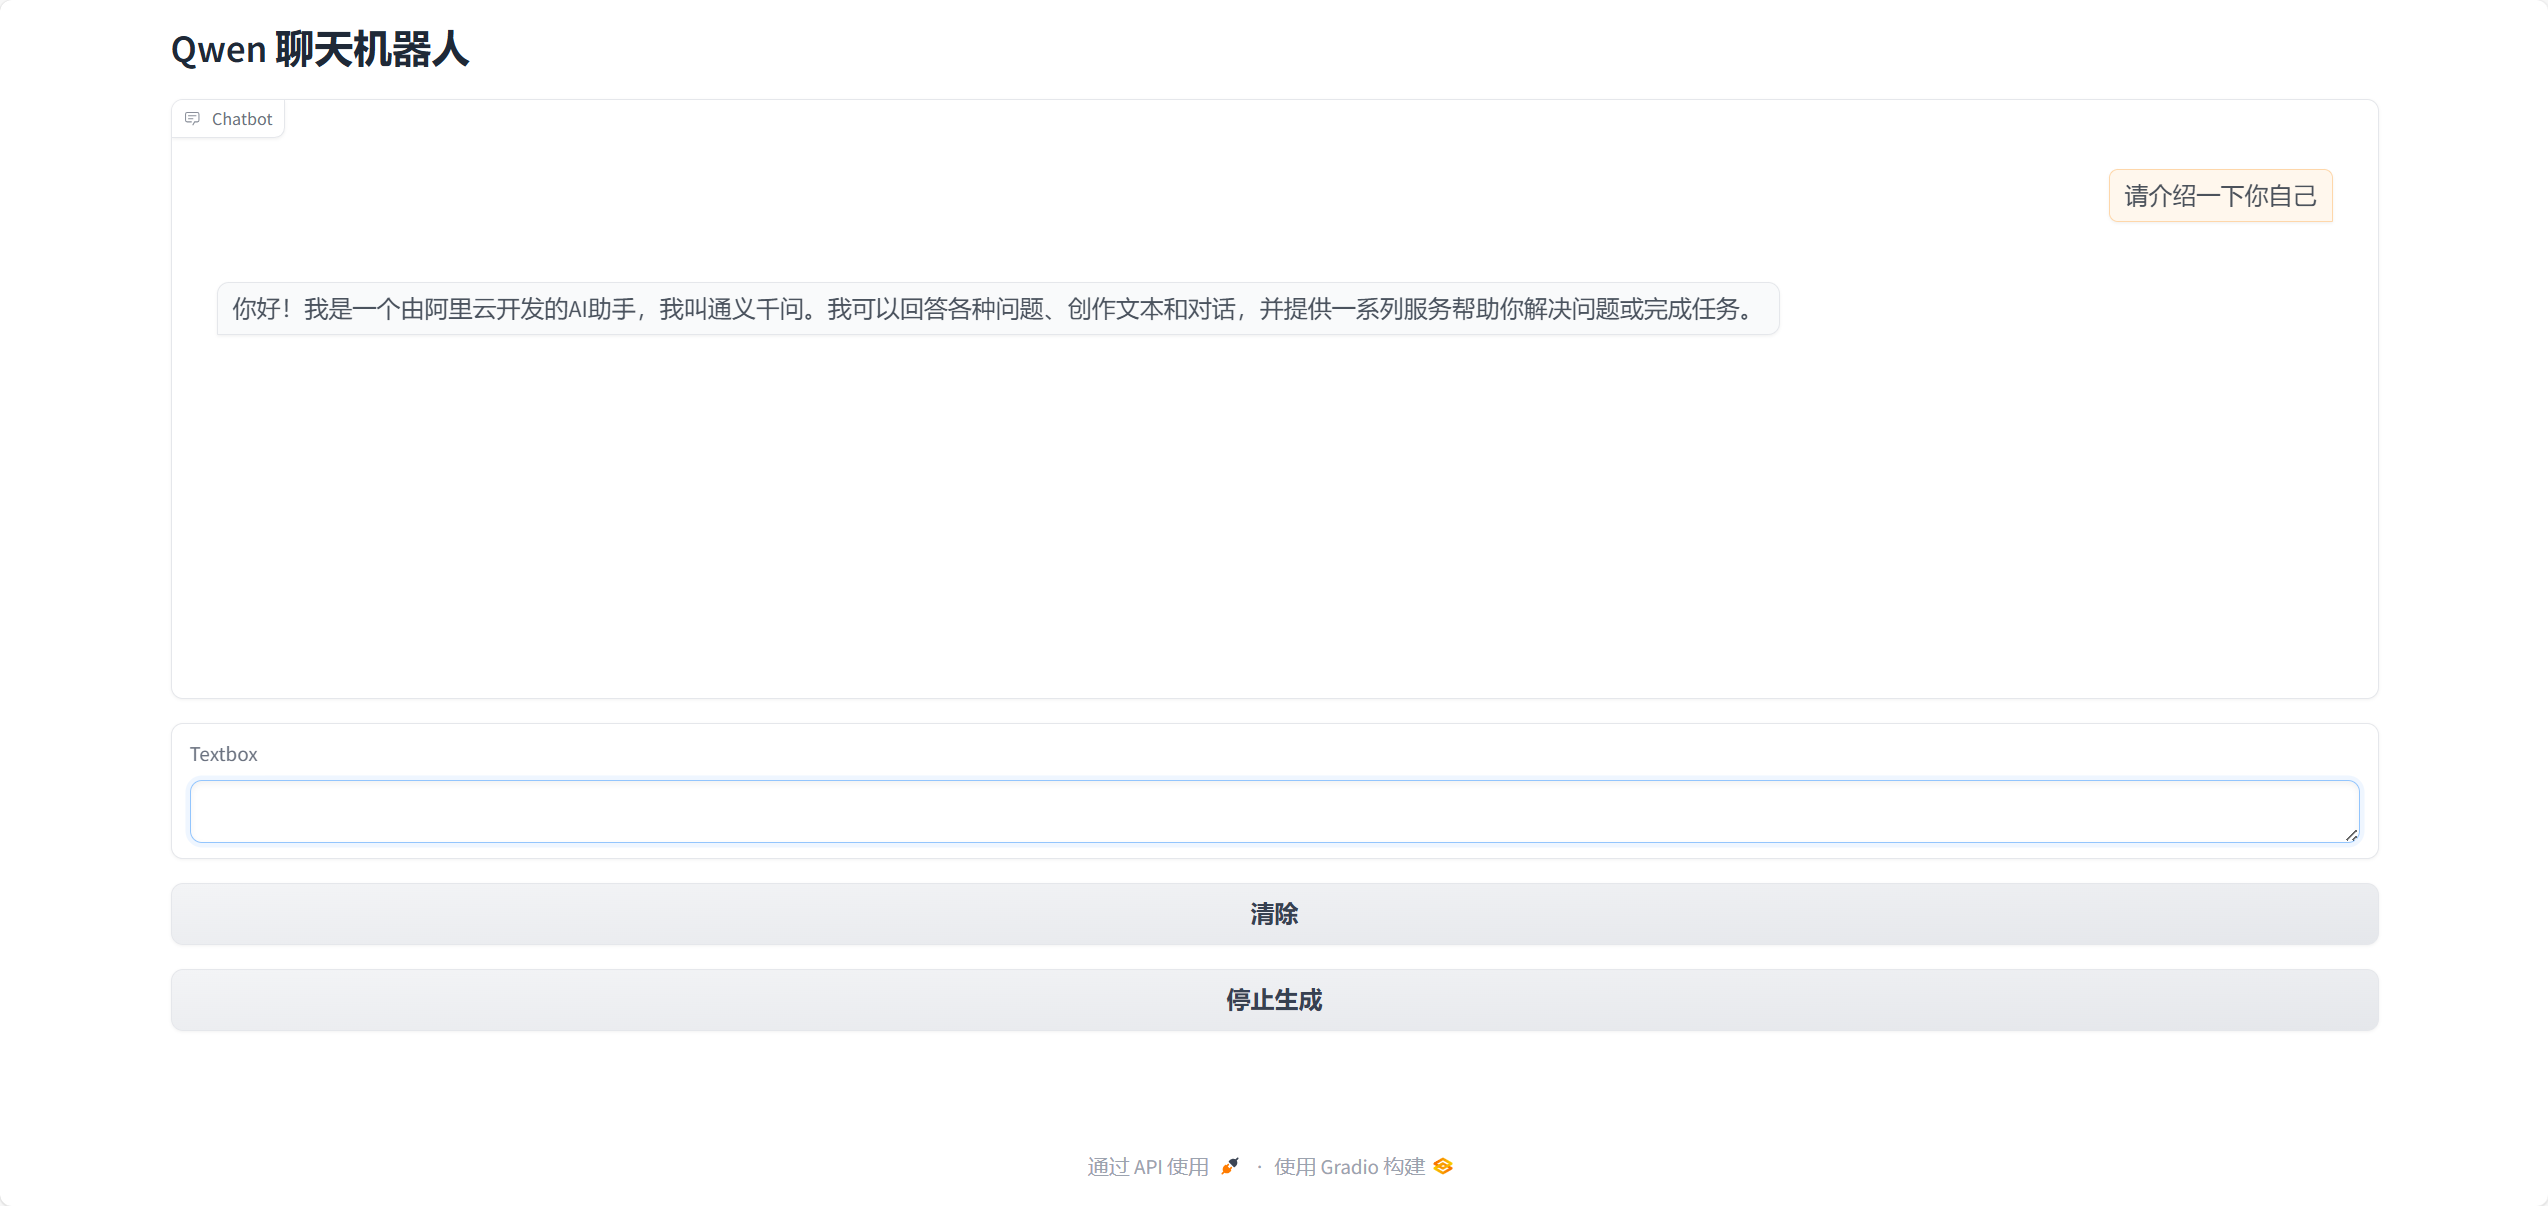 Qwen 聊天机器人
Chatbot
请介绍一下你自己
你好！我是一个由阿里云开发的AI助手，我叫通义千问。我可以回答各种问题、创作文本和对话，并提供一系列服务帮助你解决问题或完成任务。
Textbox
清除
停止生成
通过 API 使用 · 使用 Gradio 构建